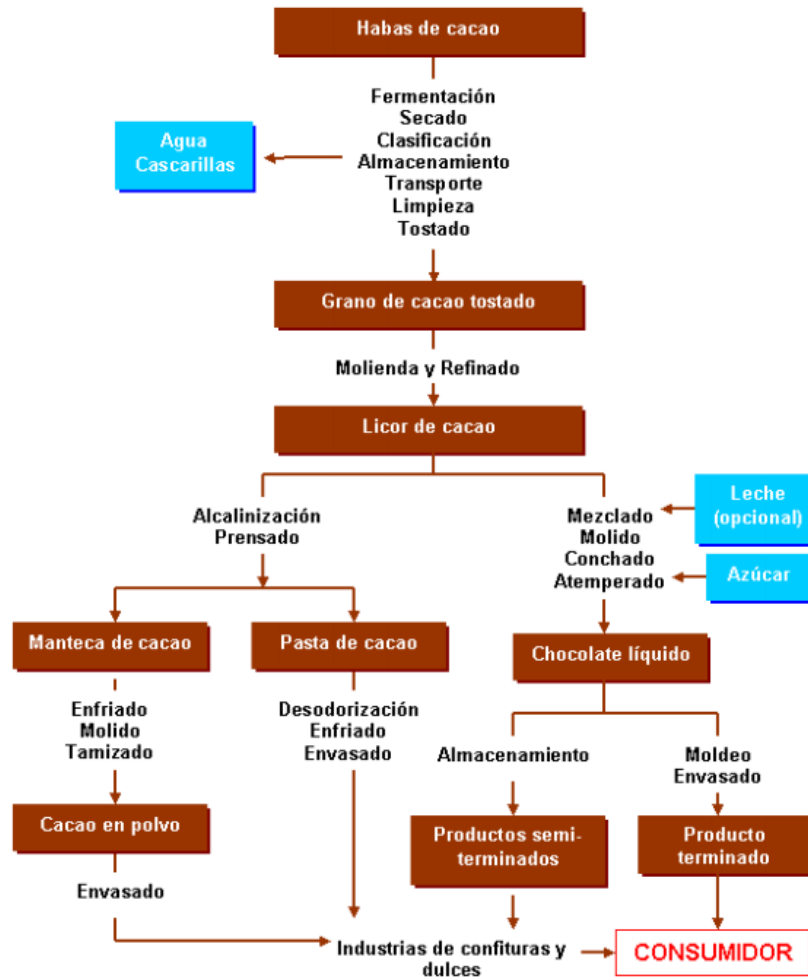 Habas de cacao
Fermentación
Secado
Clasificación
Almacenamiento
Transporte
Limpieza
Tostado
Agua
Cascarillas
Grano de cacao tostado
Molienda y Refinado
Licor de cacao
Alcalinización
Prensado
Mezclado
Molido
Conchado
Atemperado
Leche
(opcional)
Azúcar
Manteca de cacao
Pasta de cacao
Chocolate líquido
Enfriado
Molido
Tamizado
Desodorización
Enfriado
Envasado
Almacenamiento
Moldeo
Envasado
Cacao en polvo
Productos semi-
terminados
Producto
terminado
Envasado
Industrias de confituras y
dulces
CONSUMIDOR